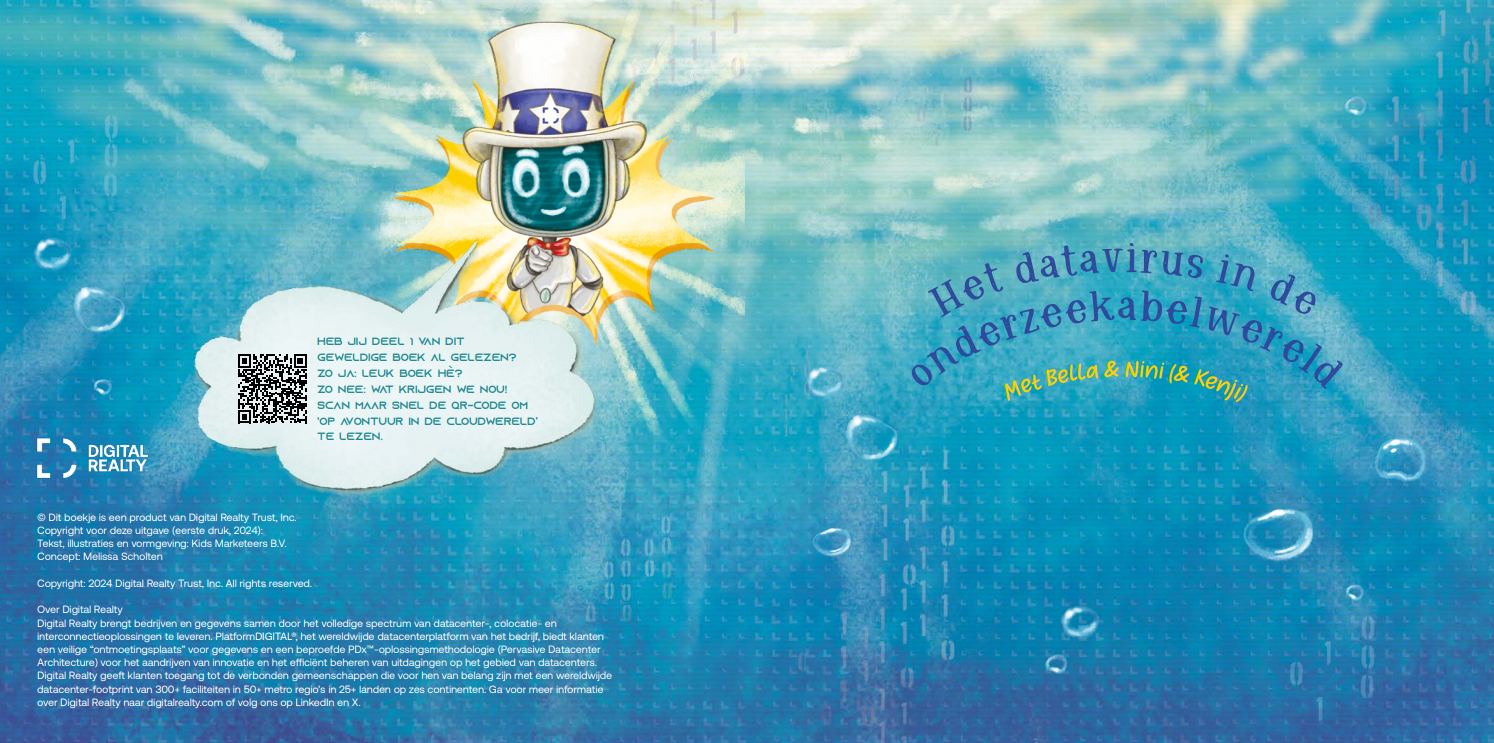 HEB JIJ DEEL 1 VAN DIT
GEWELDIGE BOEK AL GELEZEN?
ZO JA: LEUK BOEK HÈ?
ZO NEE: WAT KRIJGEN WE NOU!
SCAN MAAR SNEL DE QR-CODE OM
'OP AVONTUUR IN DE CLOUDWERELD'
TE LEZEN.
DIGITAL
REALTY
© Dit boekje is een product van Digital Realty Trust, Inc.
Copyright voor deze uitgave (eerste druk, 2024):
Tekst, illustraties en vormgeving: Kids Marketeers B.V.
Concept: Melissa Scholten
Copyright: 2024 Digital Realty Trust, Inc. All rights reserved.
Over Digital Realty
Digital Realty brengt bedrijven en gegevens samen door het volledige spectrum van datacenter-, colocatie- en
interconnectieoplossingen te leveren. PlatformDIGITAL®, het wereldwijde datacenterplatform van het bedrijf, biedt klanten
een veilige "ontmoetingsplaats" voor gegevens en een beproefde PDx™-oplossingsmethodologie (Pervasive Datacenter
Architecture) voor het aandrijven van innovatie en het efficiënt beheren van uitdagingen op het gebied van datacenters.
Digital Realty geeft klanten toegang tot de verbonden gemeenschappen die voor hen van belang zijn met een wereldwijde
datacenter-footprint van 300+ faciliteiten in 50+ metro regio's in 25+ landen op zes continenten. Ga voor meer informatie
over Digital Realty naar digitalrealty.com of volg ons op LinkedIn en X.
Het datavirus in de
onderzeekabelwereld
Met Bella & Nini (& Kenji)